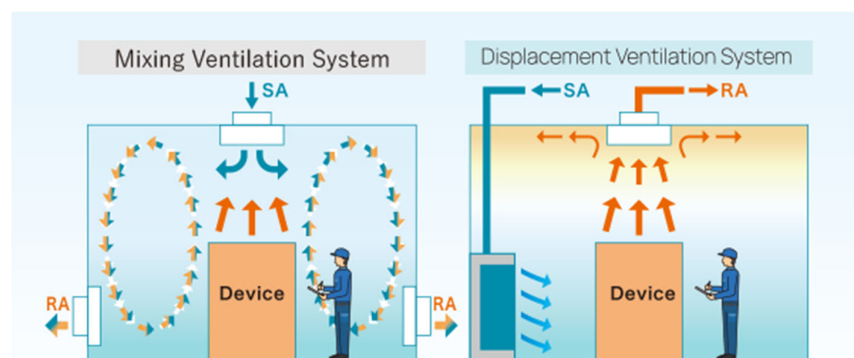 Mixing Ventilation System
Displacement Ventilation System
SA
SA
RA
Device
Device
RA
RA